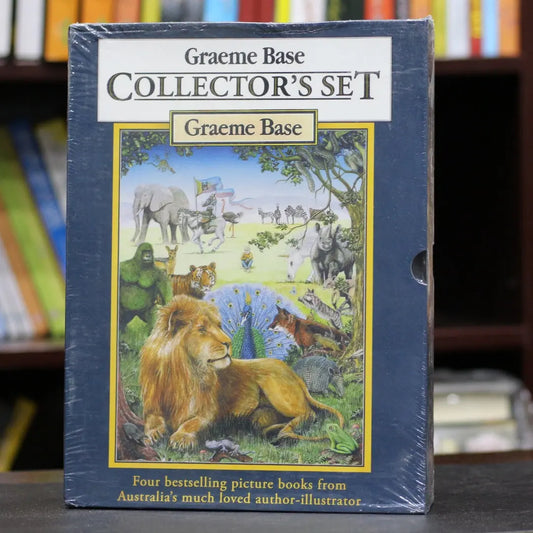 Graeme Base
COLLECTOR'S SET
Graeme Base
Four bestselling picture books from
Australia's much loved author-illustrator